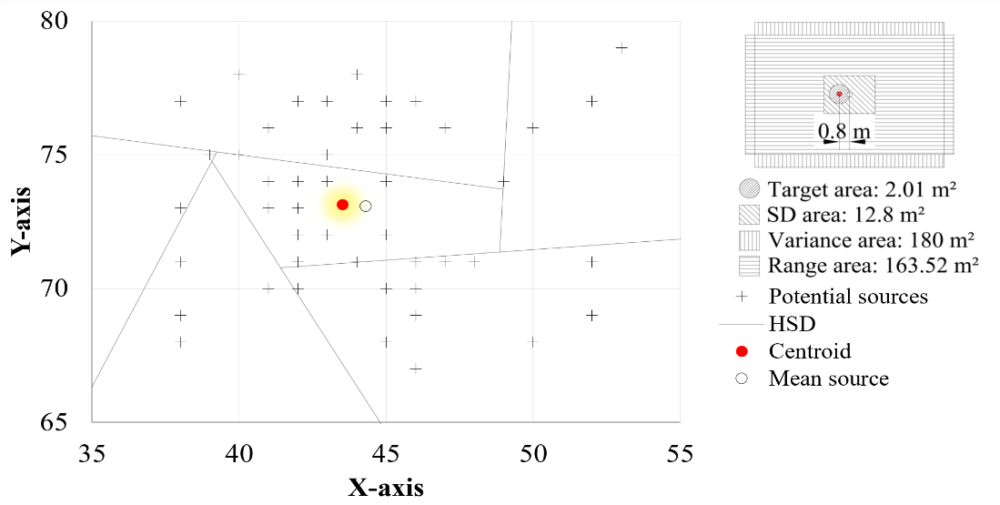 80
75
70
65
35 40 45 50 55
Y-axis
X-axis
0.8 m
Target area: 2.01 m²
SD area: 12.8 m²
Variance area: 180 m²
Range area: 163.52 m²
Potential sources
HSD
Centroid
Mean source